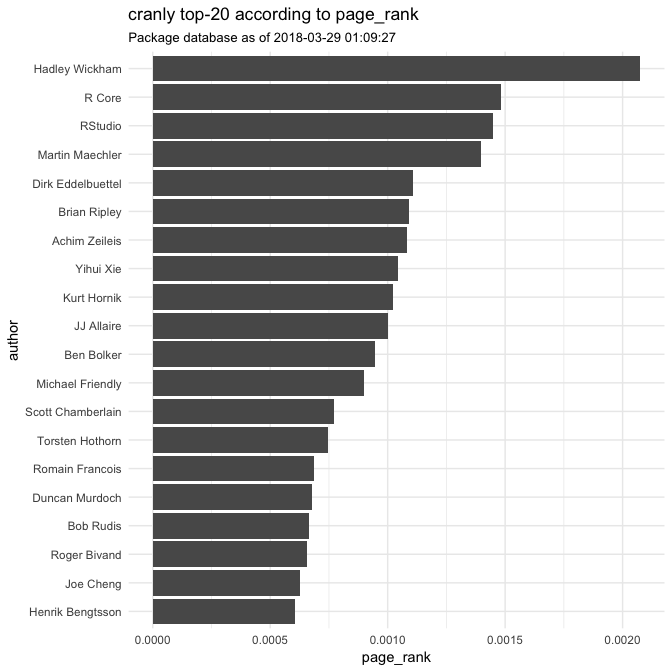 cranly top-20 according to page_rank
Package database as of 2018-03-29 01:09:27
author
Hadley Wickham
R Core
RStudio
Martin Maechler
Dirk Eddelbuettel
Brian Ripley
Achim Zeileis
Yihui Xie
Kurt Hornik
JJ Allaire
Ben Bolker
Michael Friendly
Scott Chamberlain
Torsten Hothorn
Romain Francois
Duncan Murdoch
Bob Rudis
Roger Bivand
Joe Cheng
Henrik Bengtsson
0.0000 0.0005 0.0010 0.0015 0.0020
page_rank